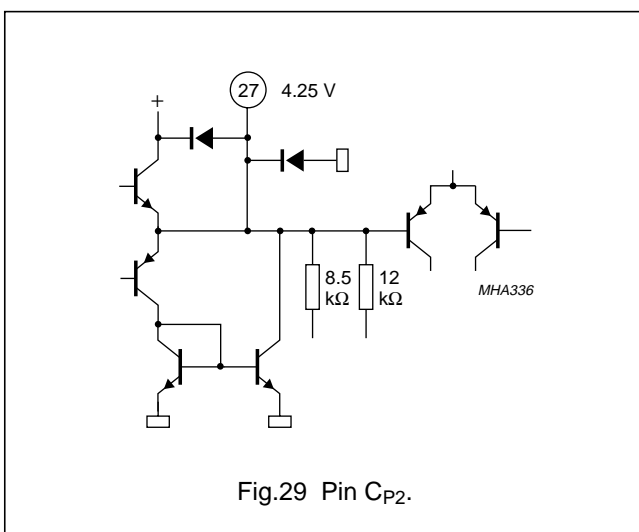 27 4.25 V
+
8.5 12
kΩ kΩ
MHA336
Fig.29 Pin CP2.